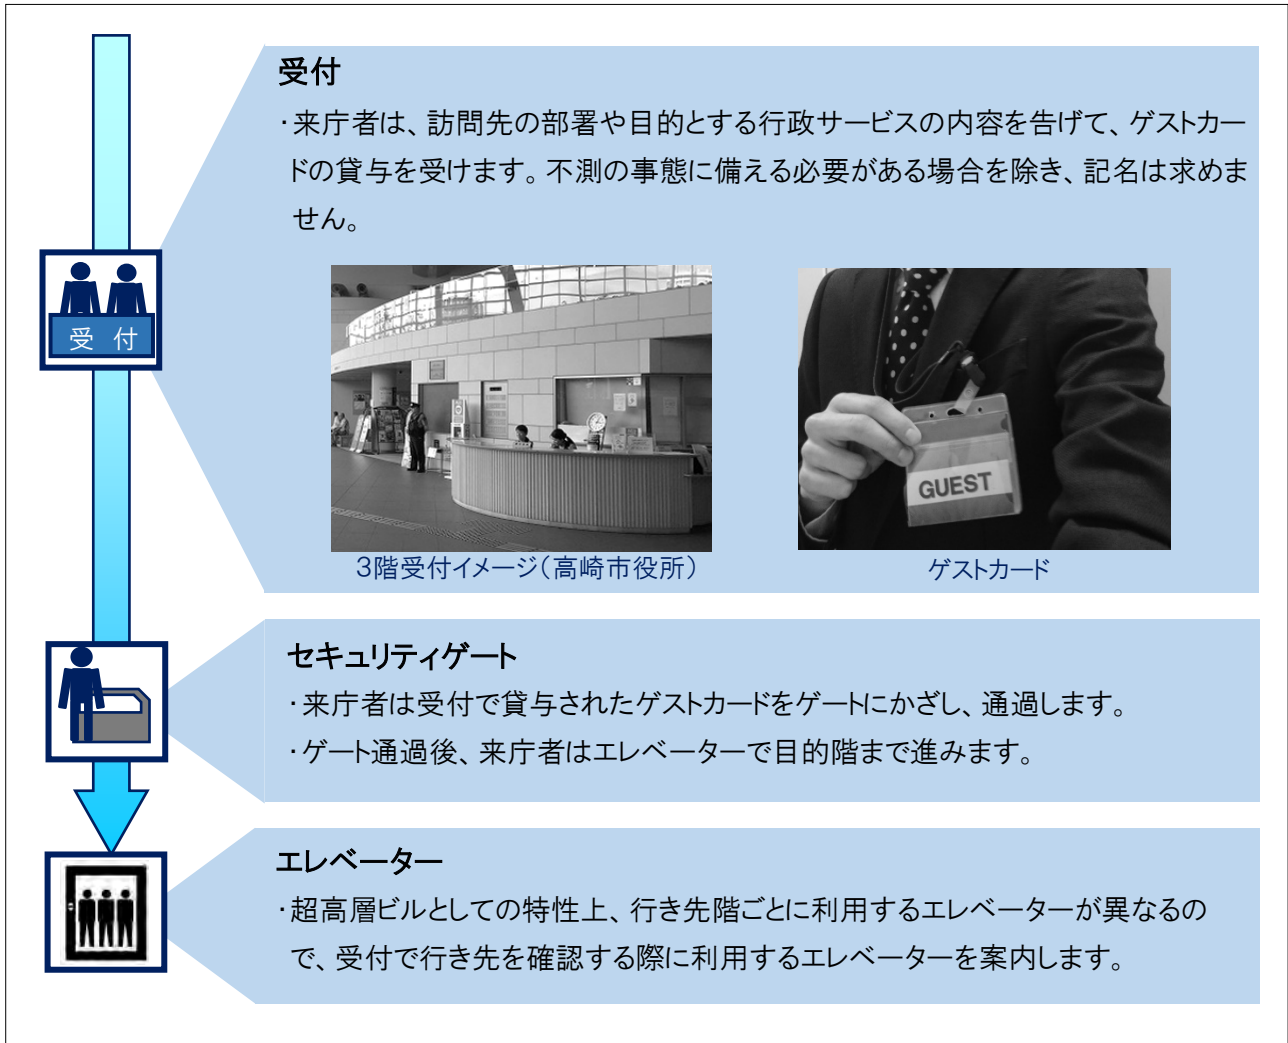 受付
・来庁者は、訪問先の部署や目的とする行政サービスの内容を告げて、ゲストカー
ドの貸与を受けます。不測の事態に備える必要がある場合を除き、記名は求めま
せん。
受 付
GUEST
3階受付イメージ（高崎市役所）
ゲストカード
セキュリティゲート
・来庁者は受付で貸与されたゲストカードをゲートにかざし、通過します。
・ゲート通過後、来庁者はエレベーターで目的階まで進みます。
エレベーター
・超高層ビルとしての特性上、行き先階ごとに利用するエレベーターが異なるの
で、受付で行き先を確認する際に利用するエレベーターを案内します。